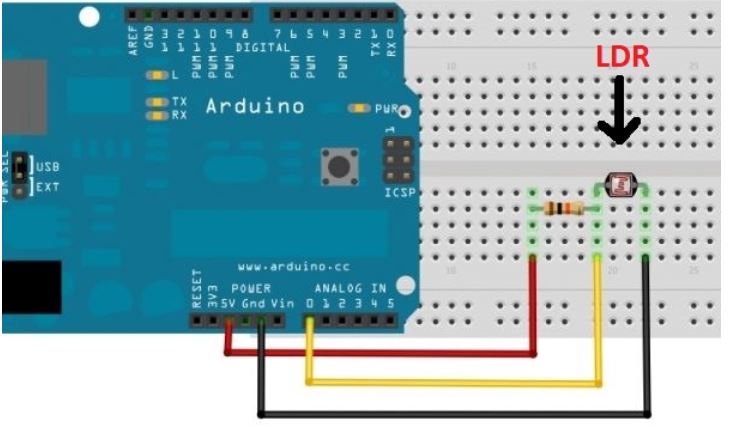 AREF
GND
13
12
11
10
9
8
7
6
5
4
3
2
1
0
DIGITAL
PWM
PWM
PWM
PWM
PWM
PWM
TX
RX
LDR
15
25
L
TX
RX
Arduino
PWR
1
ICSP
PWR SEL
USB
EXT
10
20
25
www.arduino.cc
RESET
3V3
POWER
5V Gnd Vin
ANALOG IN
0 1 2 3 4 5